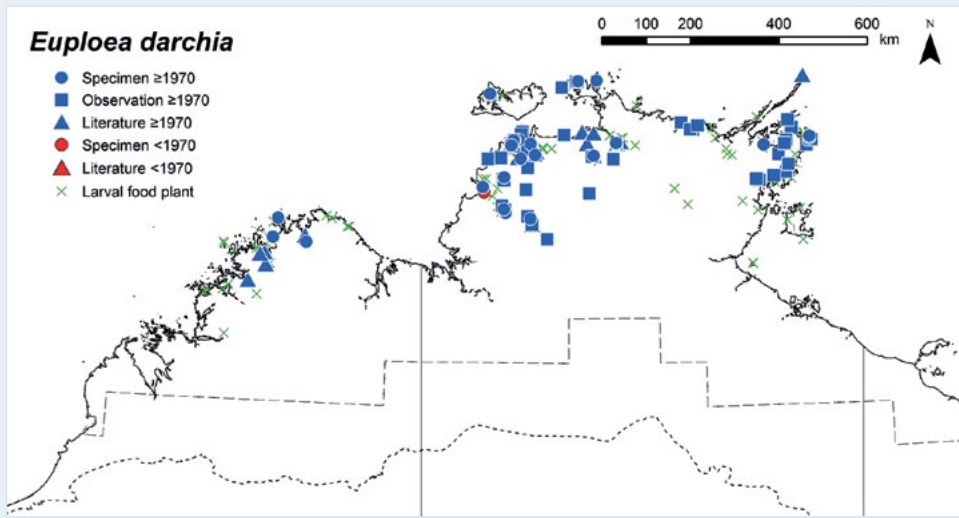 Euploea darchia
Specimen ≥1970
Observation ≥1970
Literature ≥1970
Specimen <1970
Literature <1970
Larval food plant
0 100 200 400 600
km
N